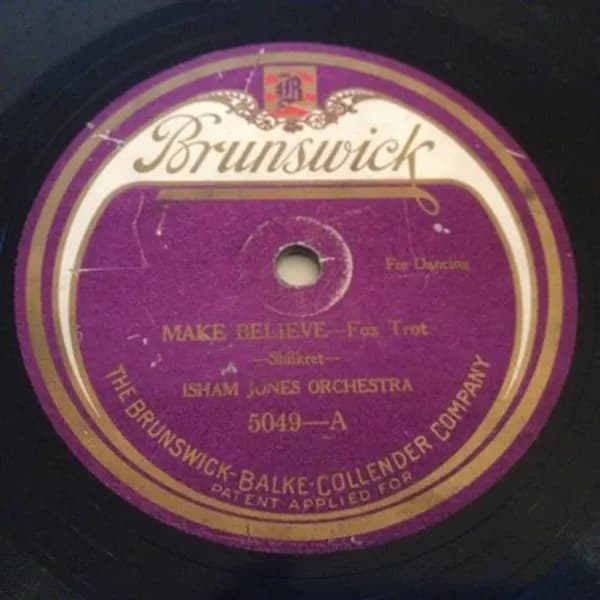 B
Brunswick
For Dancing
MAKE BELIEVE—Fox Trot
—Shilkret—
ISHAM JONES ORCHESTRA
5049—A
THE BRUNSWICK-BALKE-COLLENDER COMPANY
PATENT APPLIED FOR